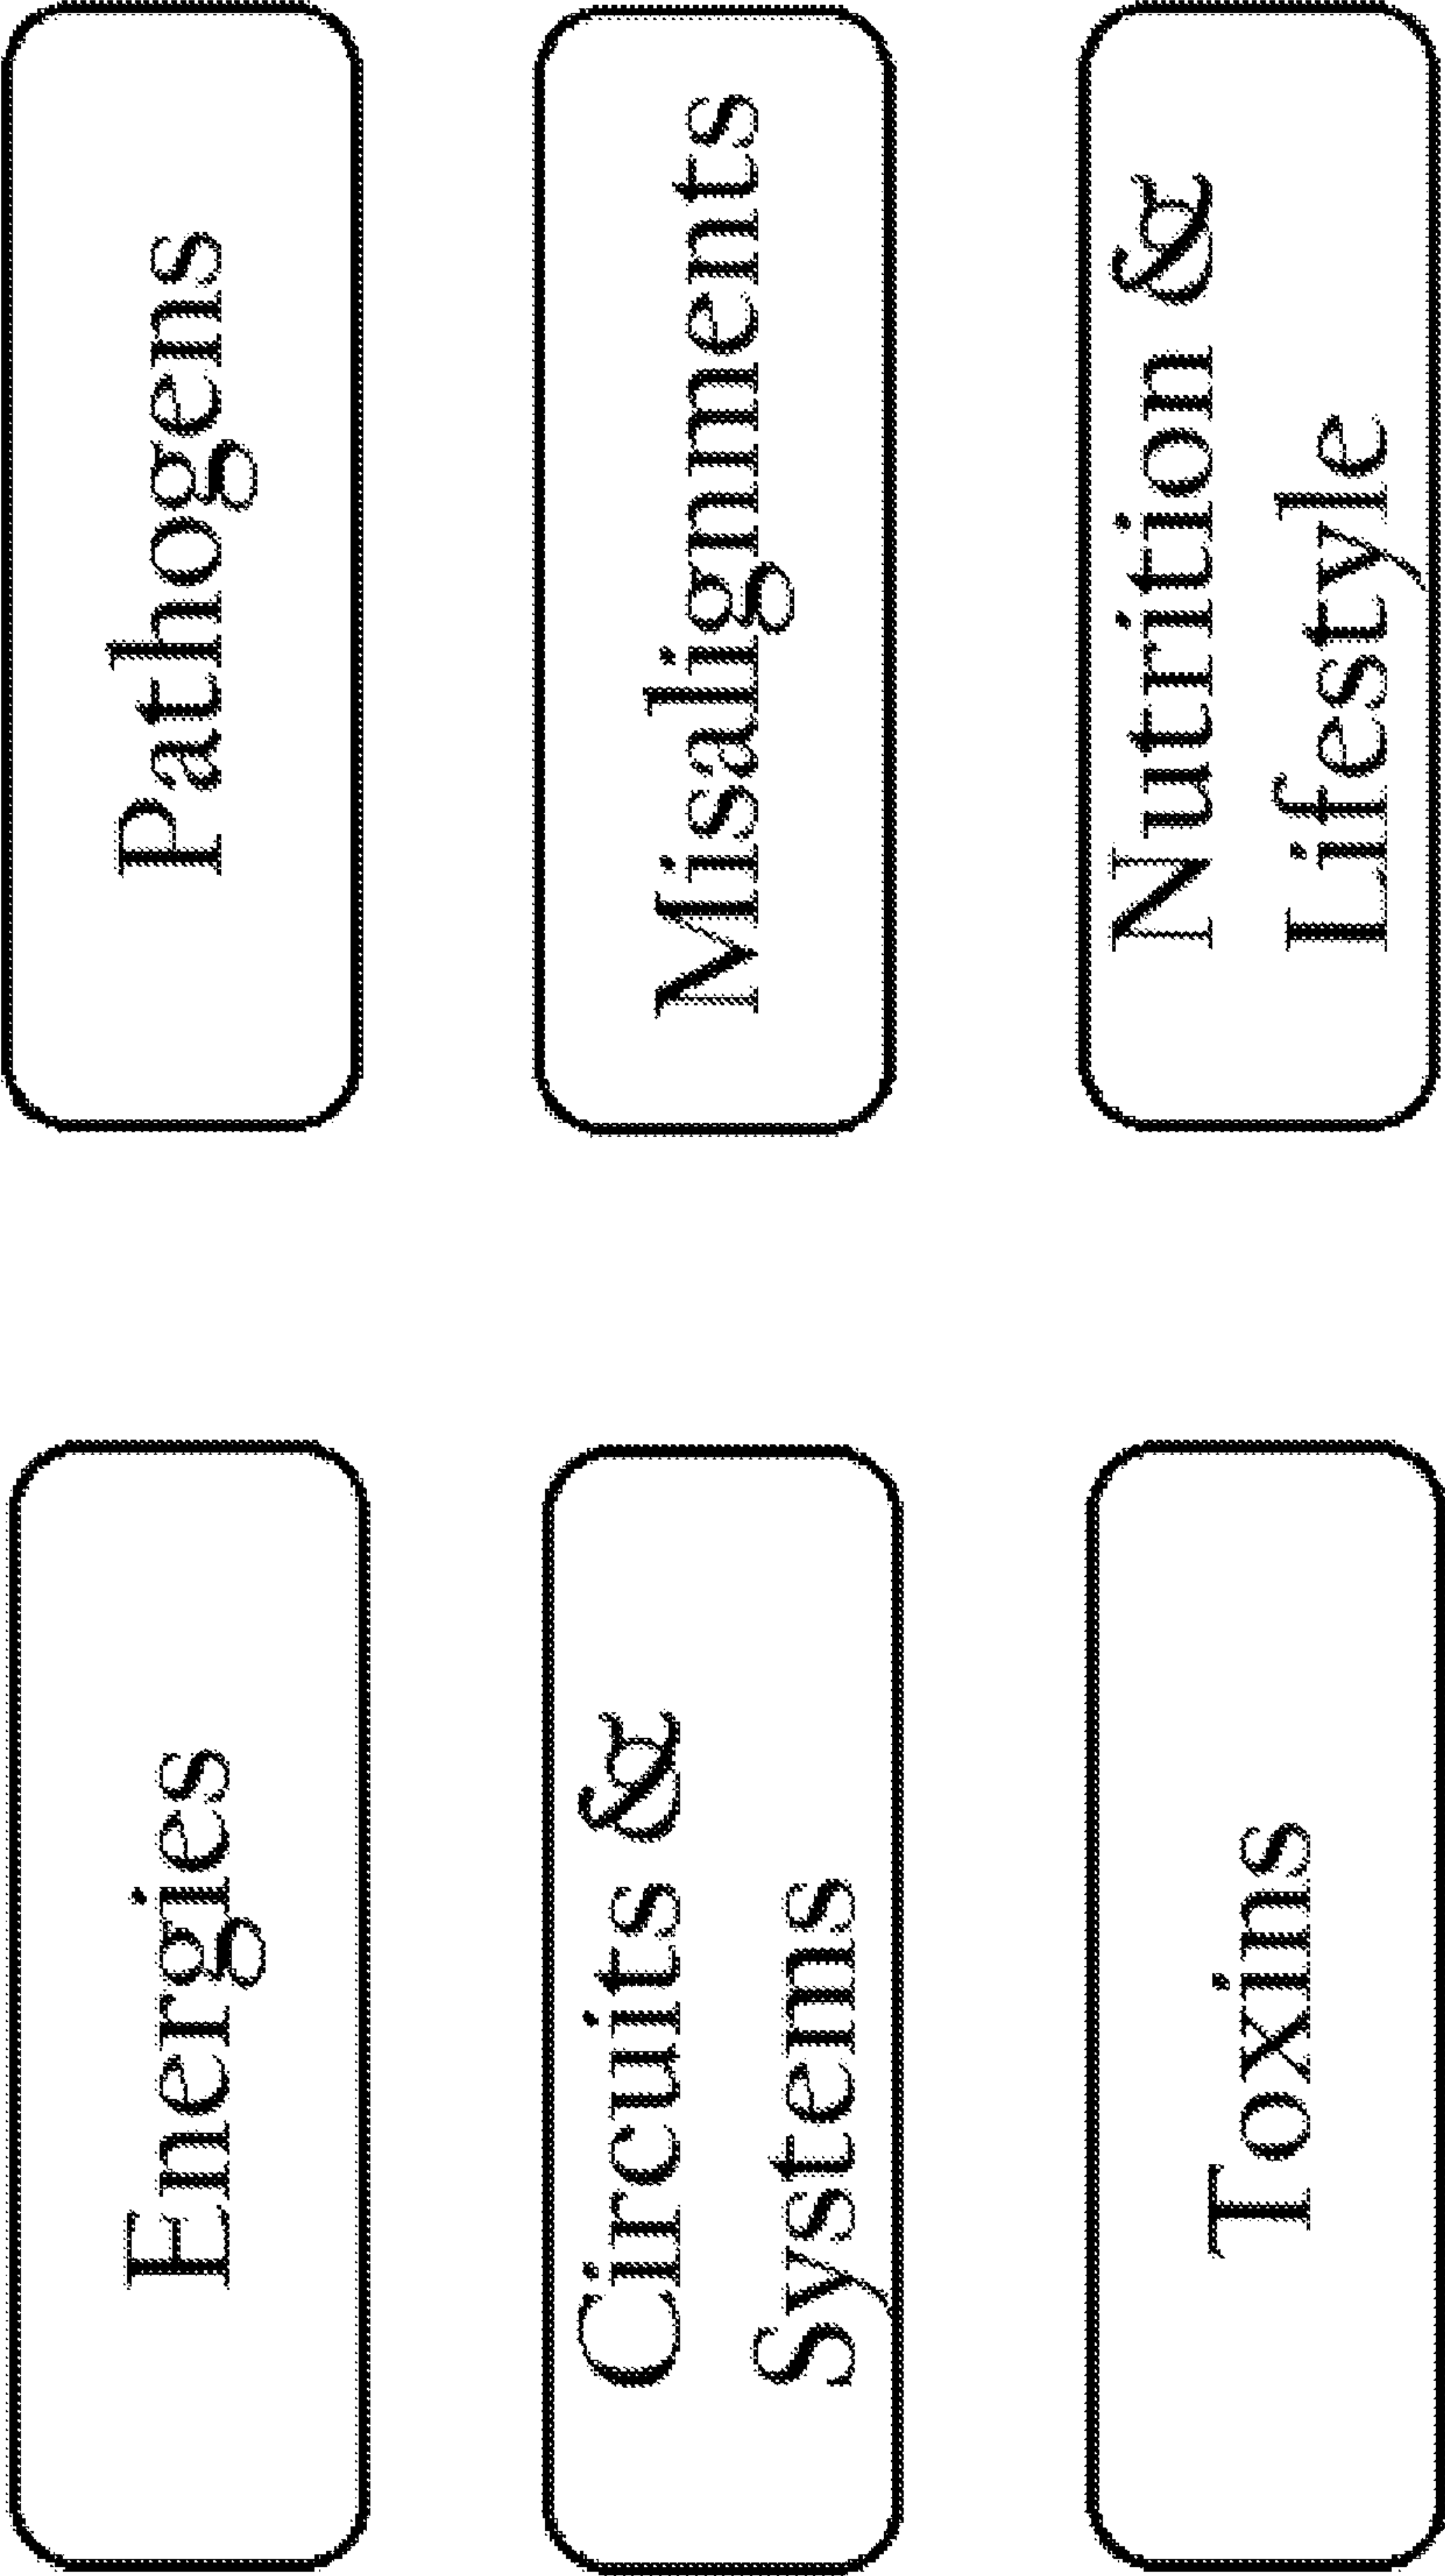 Energies
Pathogens
Circuits &
Systems
Misalignments
Toxins
Nutrition &
Lifestyle